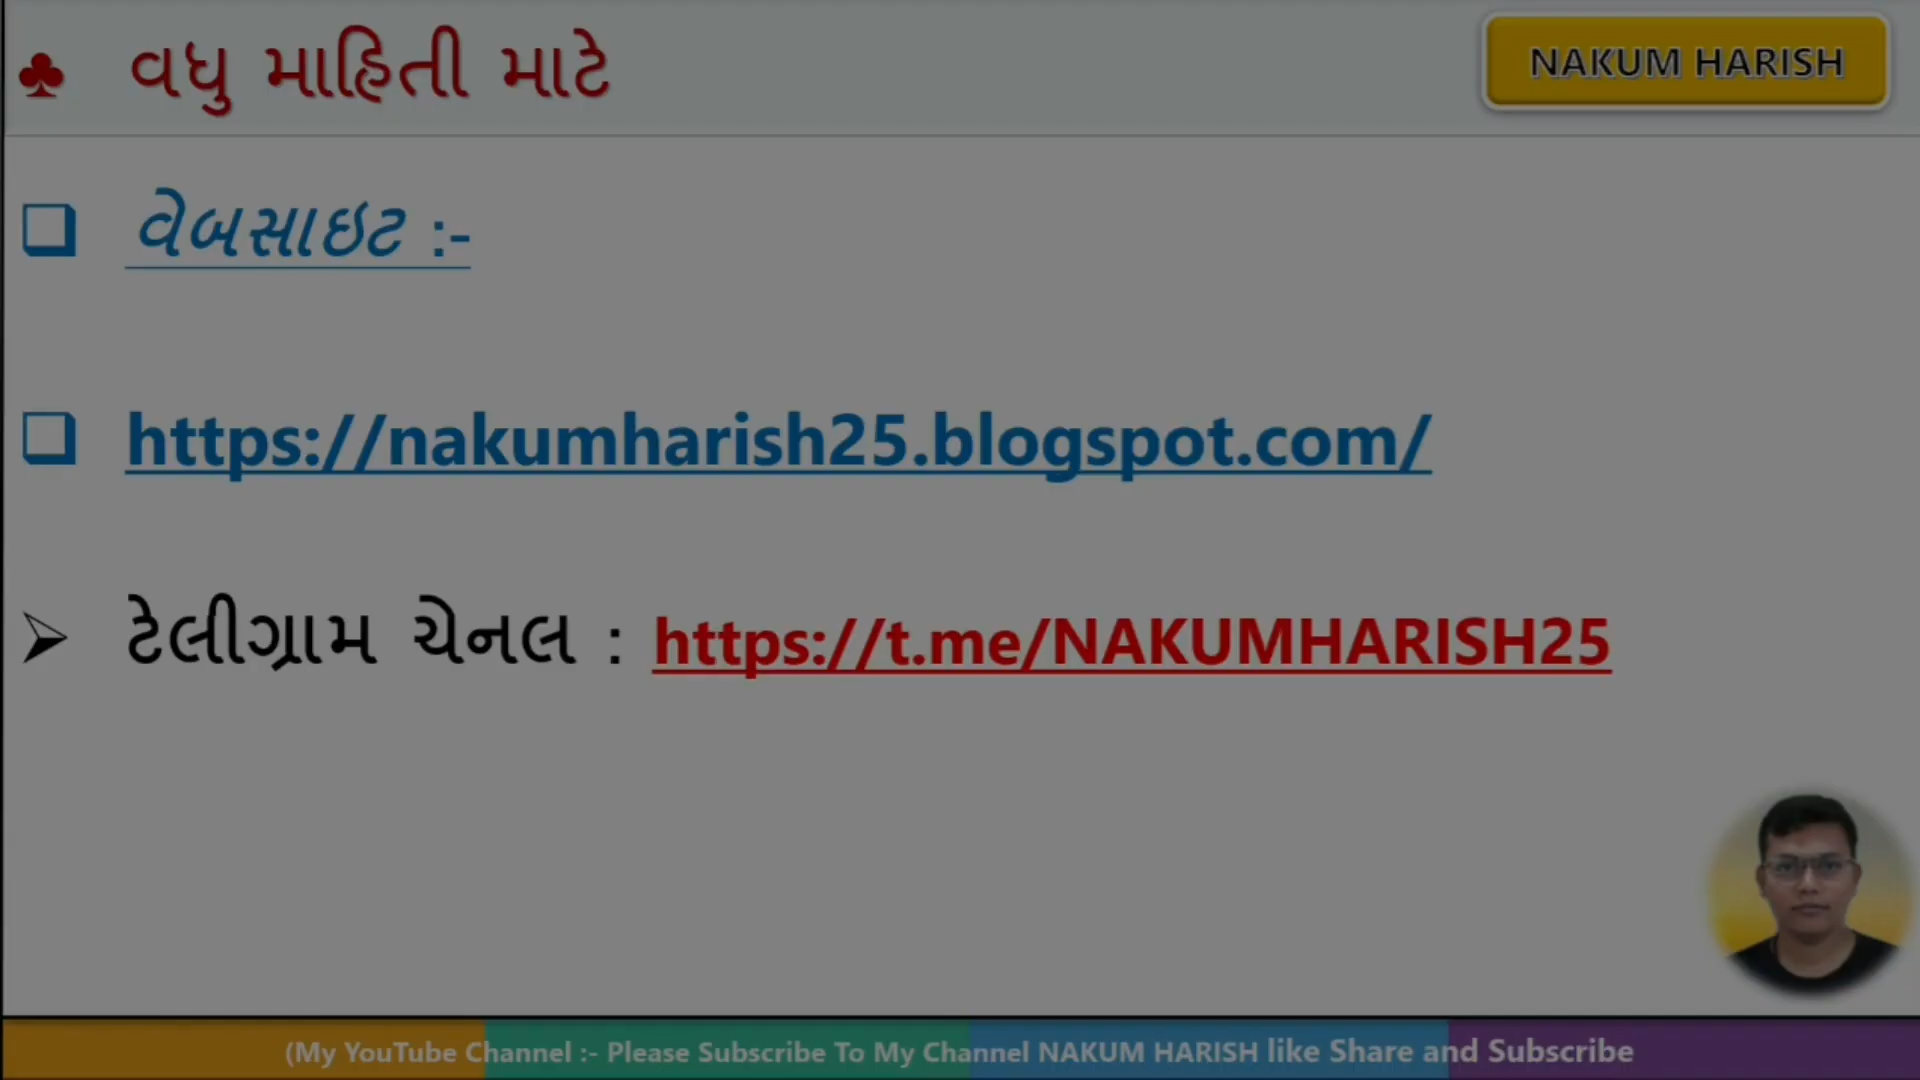 ♣ વધુ માહિતી માટે
NAKUM HARISH
❑ વેબસાઇટ :-
❑ https://nakumharish25.blogspot.com/
➢ ટેલીગ્રામ ચેનલ : https://t.me/NAKUMHARISH25
(My YouTube Channel :- Please Subscribe To My Channel NAKUM HARISH like Share and Subscribe